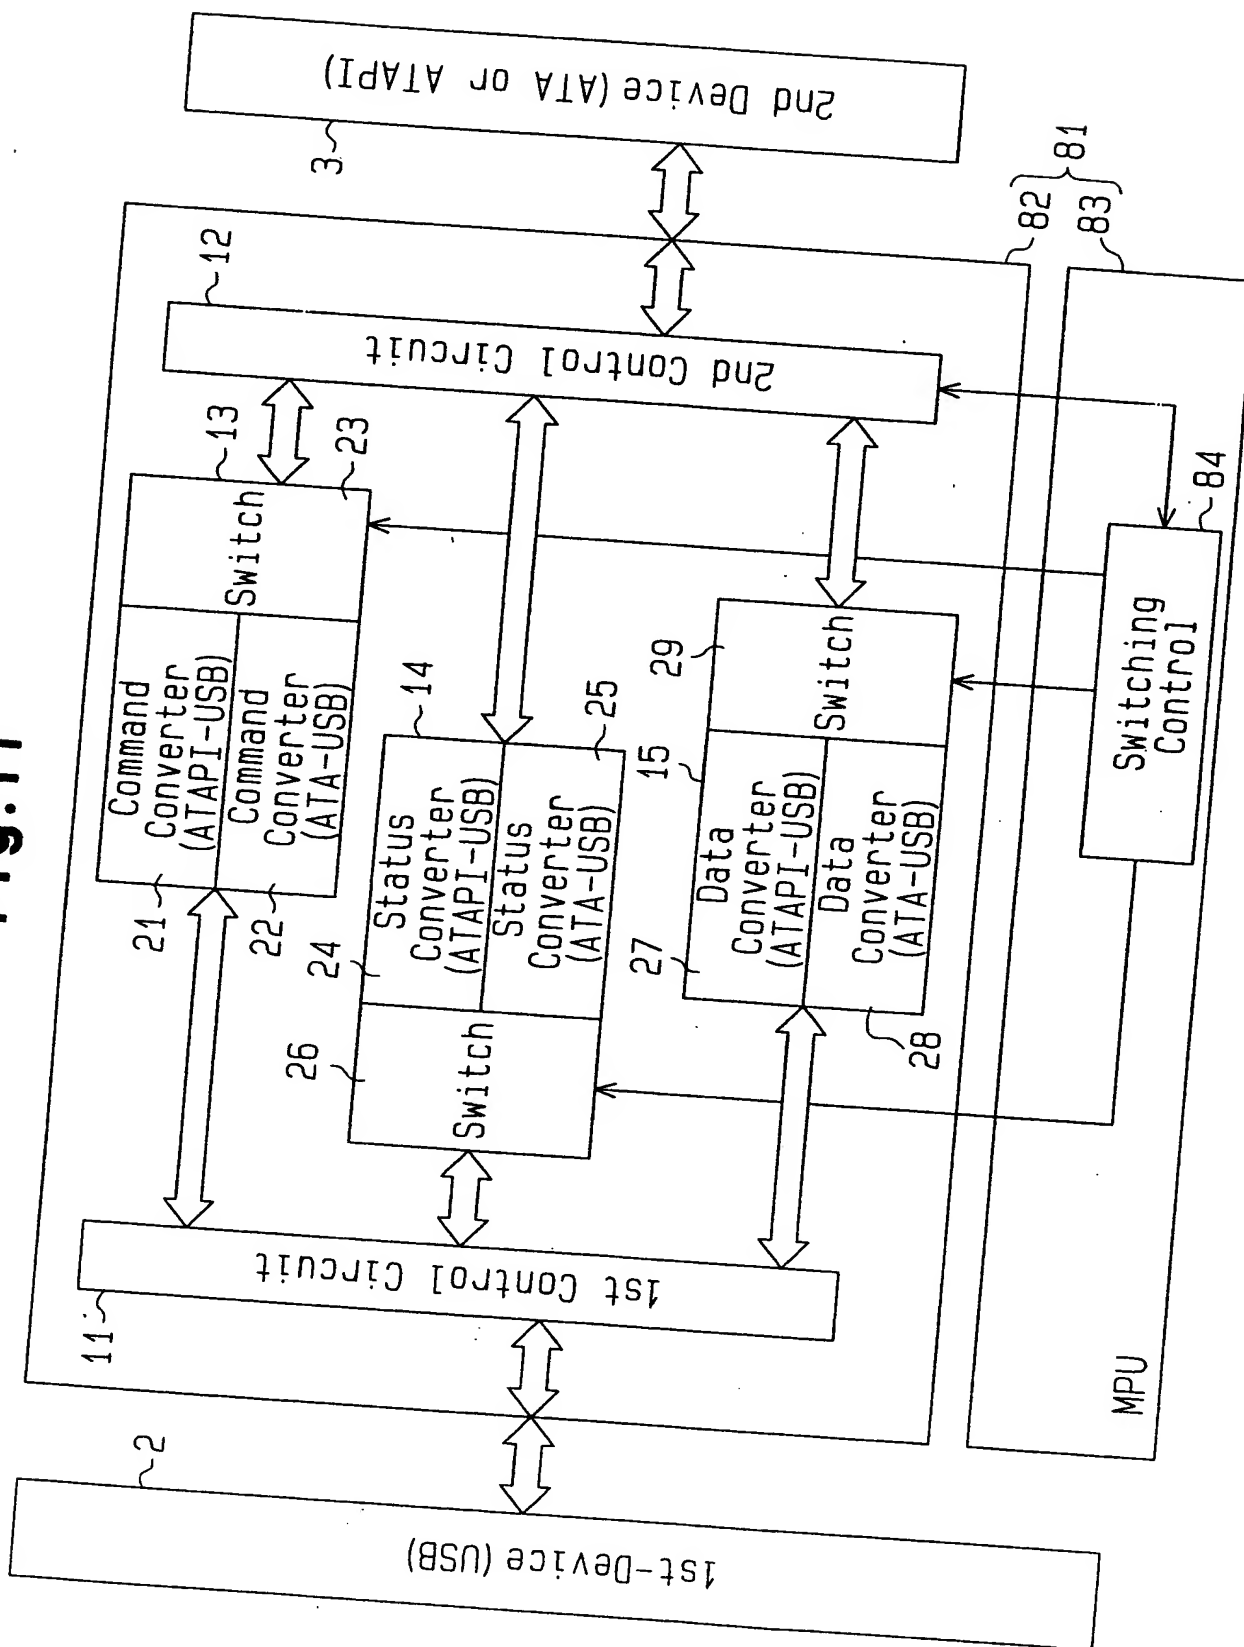 Fig.11
2nd Device (ATA or ATAPI)
3
82
83
81
12
2nd Control Circuit
13
23
Switch
Command
Converter
(ATAPI-USB)
Command
Converter
(ATA-USB)
21
22
14
25
Status
Converter
(ATAPI-USB)
Status
Converter
(ATA-USB)
24
26
Switch
29
15
Switch
Data
Converter
(ATAPI-USB)
Data
Converter
(ATA-USB)
27
28
84
Switching
Control
MPU
1st Control Circuit
11
2
1st-Device (USB)